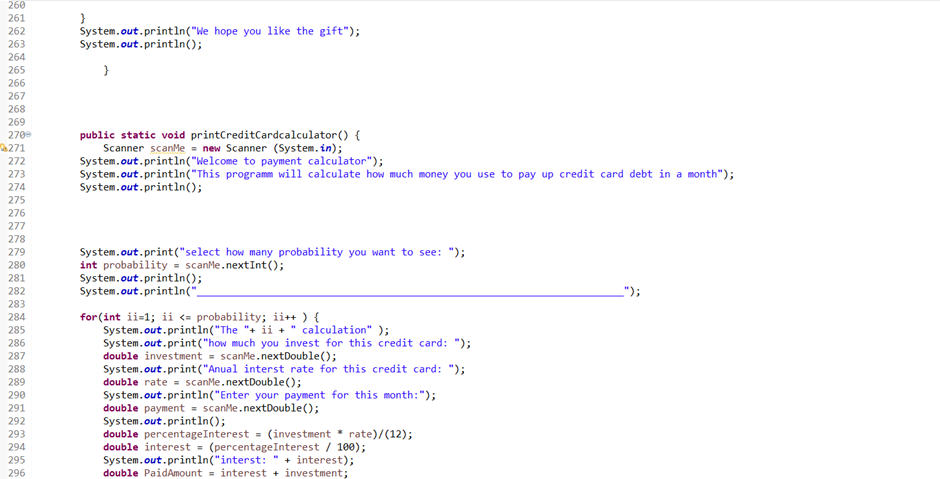 260
261 }
262 System.out.println("We hope you like the gift");
263 System.out.println();
264
265 }
266
267
268
269
270 public static void printCreditCardcalculator() {
271 Scanner scanMe = new Scanner (System.in);
272 System.out.println("Welcome to payment calculator");
273 System.out.println("This programm will calculate how much money you use to pay up credit card debt in a month");
274 System.out.println();
275
276
277
278
279 System.out.print("select how many probability you want to see: ");
280 int probability = scanMe.nextInt();
281 System.out.println();
282 System.out.println("_________________________________________________________________________");
283
284 for(int ii=1; ii <= probability; ii++ ) {
285 System.out.println("The "+ ii + " calculation" );
286 System.out.print("how much you invest for this credit card: ");
287 double investment = scanMe.nextDouble();
288 System.out.print("Anual interst rate for this credit card: ");
289 double rate = scanMe.nextDouble();
290 System.out.println("Enter your payment for this month:");
291 double payment = scanMe.nextDouble();
292 System.out.println();
293 double percentageInterest = (investment * rate)/(12);
294 double interest = (percentageInterest / 100);
295 System.out.println("interst: " + interest);
296 double PaidAmount = interest + investment;